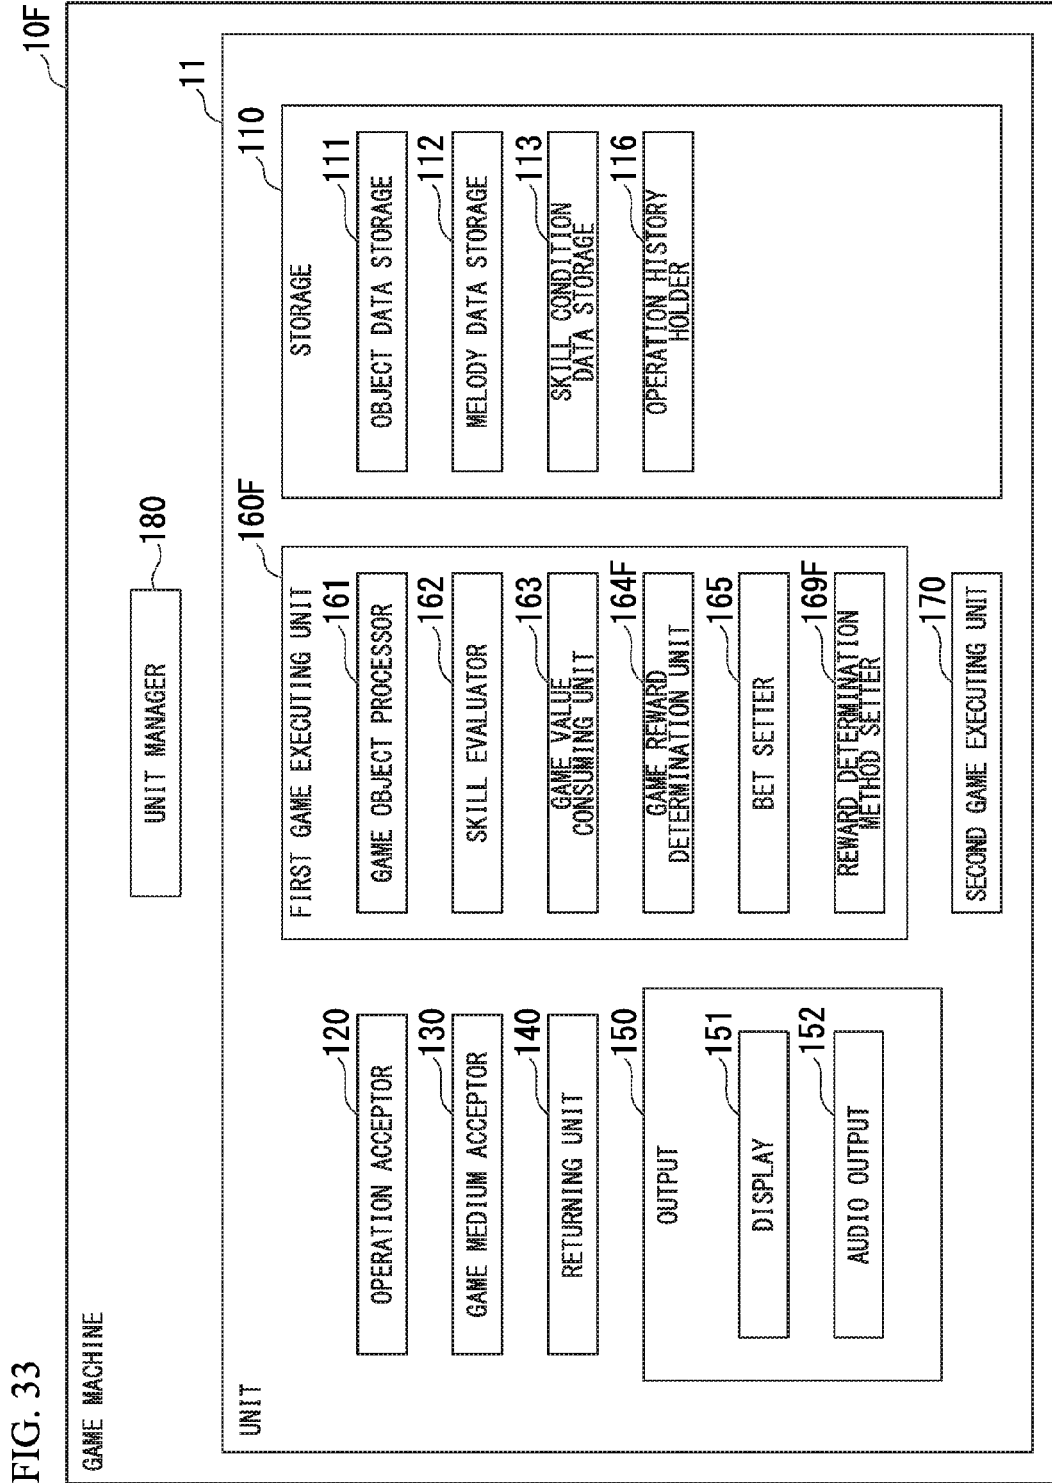 FIG. 33
10F
GAME MACHINE
180
UNIT MANAGER
11
UNIT
120
OPERATION ACCEPTOR
130
GAME MEDIUM ACCEPTOR
140
RETURNING UNIT
150
OUTPUT
151
DISPLAY
152
AUDIO OUTPUT
160F
FIRST GAME EXECUTING UNIT
161
GAME OBJECT PROCESSOR
162
SKILL EVALUATOR
163
GAME VALUE
CONSUMING UNIT
164F
GAME REWARD
DETERMINATION UNIT
165
BET SETTER
169F
REWARD DETERMINATION
METHOD SETTER
170
SECOND GAME EXECUTING UNIT
110
STORAGE
111
OBJECT DATA STORAGE
112
MELODY DATA STORAGE
113
SKILL CONDITION
DATA STORAGE
116
OPERATION HISTORY
HOLDER